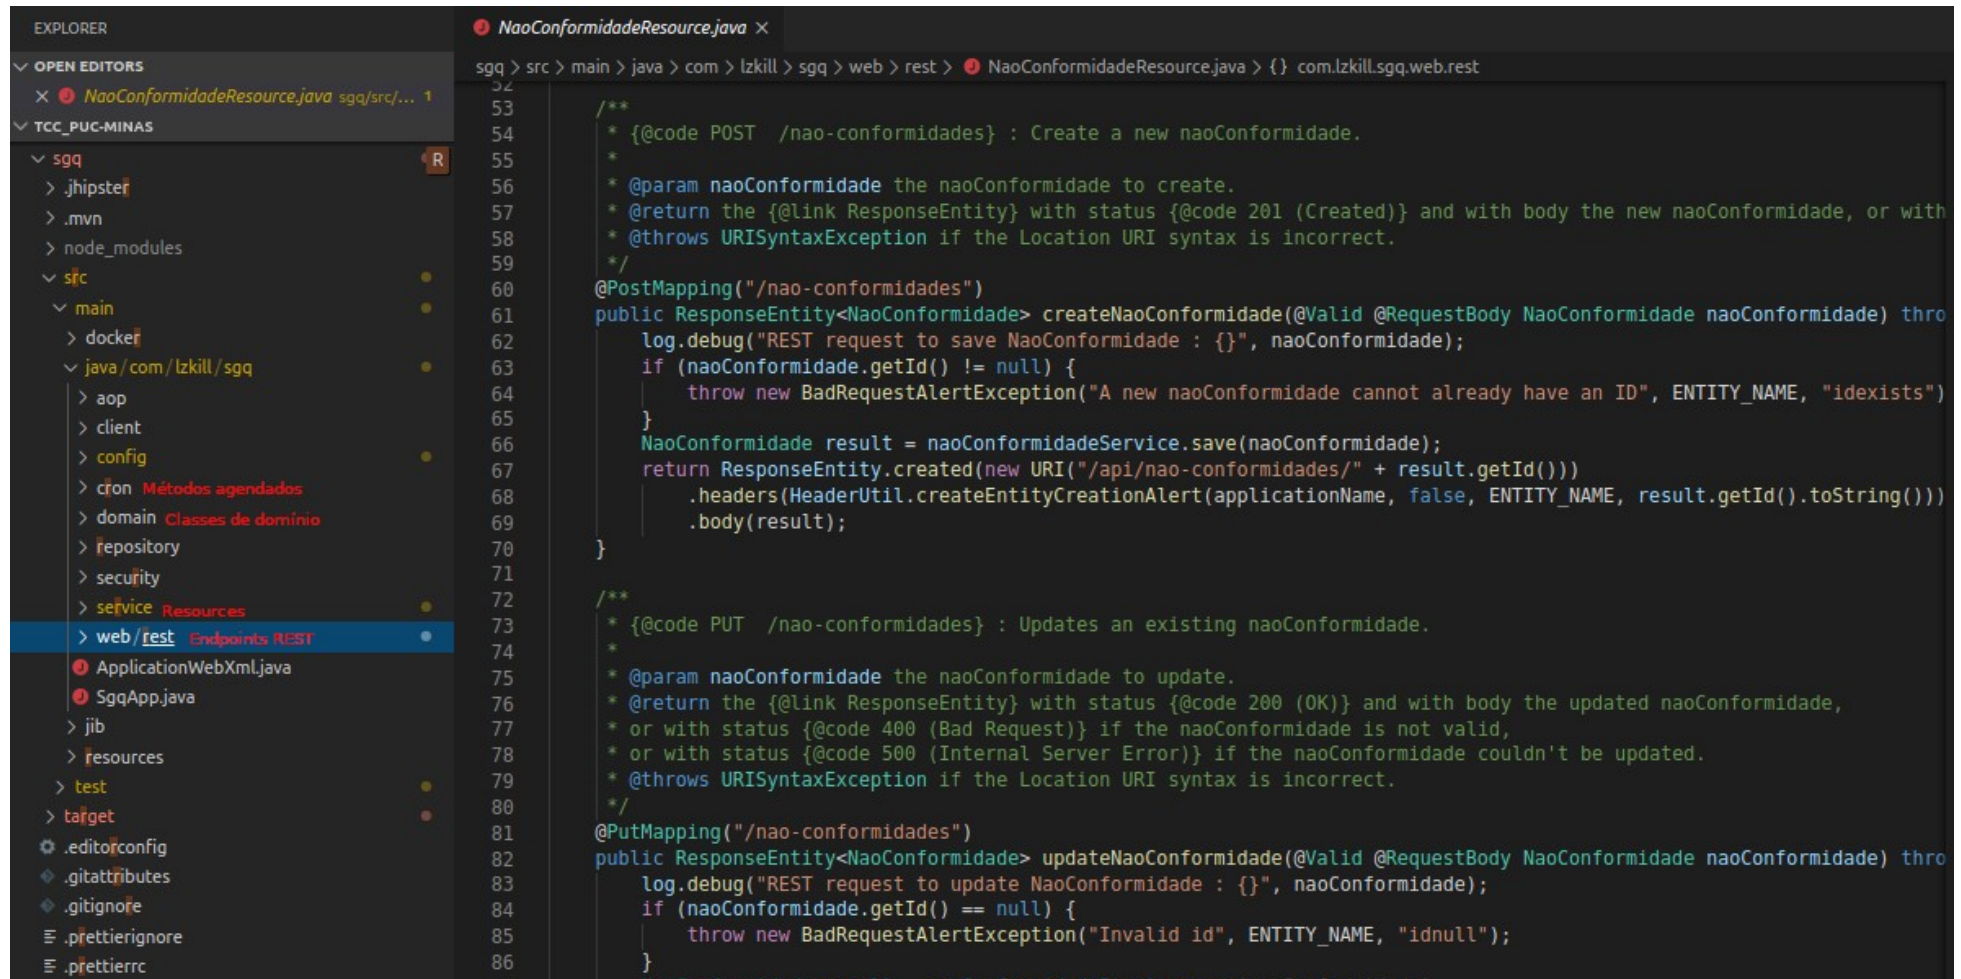 EXPLORER
OPEN EDITORS
NaoConformidadeResource.java sgq/src/... 1
TCC_PUC-MINAS
sgq R
.jhipster
.mvn
node_modules
src
main
docker
java/com/lzkill/sgq
aop
client
config
cron Métodos agendados
domain Classes de domínio
repository
security
service Resources
web/rest Endpoints REST
ApplicationWebXml.java
SgqApp.java
jib
resources
test
target
.editorconfig
.gitattributes
.gitignore
.prettierignore
.prettierrc
NaoConformidadeResource.java
sgq > src > main > java > com > lzkill > sgq > web > rest > NaoConformidadeResource.java > {} com.lzkill.sgq.web.rest
52
53 /**
54 * {@code POST  /nao-conformidades} : Create a new naoConformidade.
55 *
56 * @param naoConformidade the naoConformidade to create.
57 * @return the {@link ResponseEntity} with status {@code 201 (Created)} and with body the new naoConformidade, or with
58 * @throws URISyntaxException if the Location URI syntax is incorrect.
59 */
60 @PostMapping("/nao-conformidades")
61 public ResponseEntity<NaoConformidade> createNaoConformidade(@Valid @RequestBody NaoConformidade naoConformidade) thro
62 log.debug("REST request to save NaoConformidade : {}", naoConformidade);
63 if (naoConformidade.getId() != null) {
64 throw new BadRequestAlertException("A new naoConformidade cannot already have an ID", ENTITY_NAME, "idexists")
65 }
66 NaoConformidade result = naoConformidadeService.save(naoConformidade);
67 return ResponseEntity.created(new URI("/api/nao-conformidades/" + result.getId()))
68 .headers(HeaderUtil.createEntityCreationAlert(applicationName, false, ENTITY_NAME, result.getId().toString()))
69 .body(result);
70 }
71
72 /**
73 * {@code PUT  /nao-conformidades} : Updates an existing naoConformidade.
74 *
75 * @param naoConformidade the naoConformidade to update.
76 * @return the {@link ResponseEntity} with status {@code 200 (OK)} and with body the updated naoConformidade,
77 * or with status {@code 400 (Bad Request)} if the naoConformidade is not valid,
78 * or with status {@code 500 (Internal Server Error)} if the naoConformidade couldn't be updated.
79 * @throws URISyntaxException if the Location URI syntax is incorrect.
80 */
81 @PutMapping("/nao-conformidades")
82 public ResponseEntity<NaoConformidade> updateNaoConformidade(@Valid @RequestBody NaoConformidade naoConformidade) thro
83 log.debug("REST request to update NaoConformidade : {}", naoConformidade);
84 if (naoConformidade.getId() == null) {
85 throw new BadRequestAlertException("Invalid id", ENTITY_NAME, "idnull");
86 }